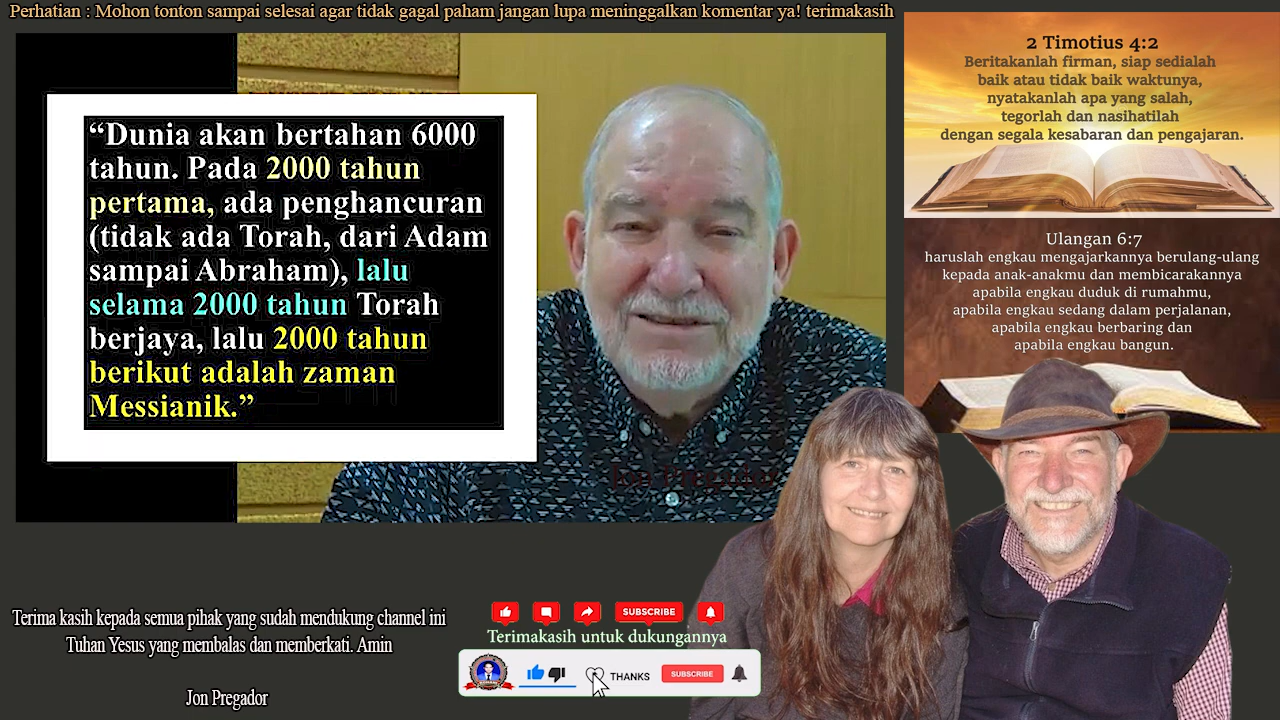 Perhatian : Mohon tonton sampai selesai agar tidak gagal paham jangan lupa meninggalkan komentar ya! terimakasih
“Dunia akan bertahan 6000
tahun. Pada 2000 tahun
pertama, ada penghancuran
(tidak ada Torah, dari Adam
sampai Abraham), lalu
selama 2000 tahun Torah
berjaya, lalu 2000 tahun
berikut adalah zaman
Messianik.”
Jon Pregador
2 Timotius 4:2
Beritakanlah firman, siap sedialah
baik atau tidak baik waktunya,
nyatakanlah apa yang salah,
tegorlah dan nasihatilah
dengan segala kesabaran dan pengajaran.
Ulangan 6:7
haruslah engkau mengajarkannya berulang-ulang
kepada anak-anakmu dan membicarakannya
apabila engkau duduk di rumahmu,
apabila engkau sedang dalam perjalanan,
apabila engkau berbaring dan
apabila engkau bangun.
Terima kasih kepada semua pihak yang sudah mendukung channel ini
Tuhan Yesus yang membalas dan memberkati. Amin
Jon Pregador
SUBSCRIBE
Terimakasih untuk dukungannya
THANKS
SUBSCRIBE